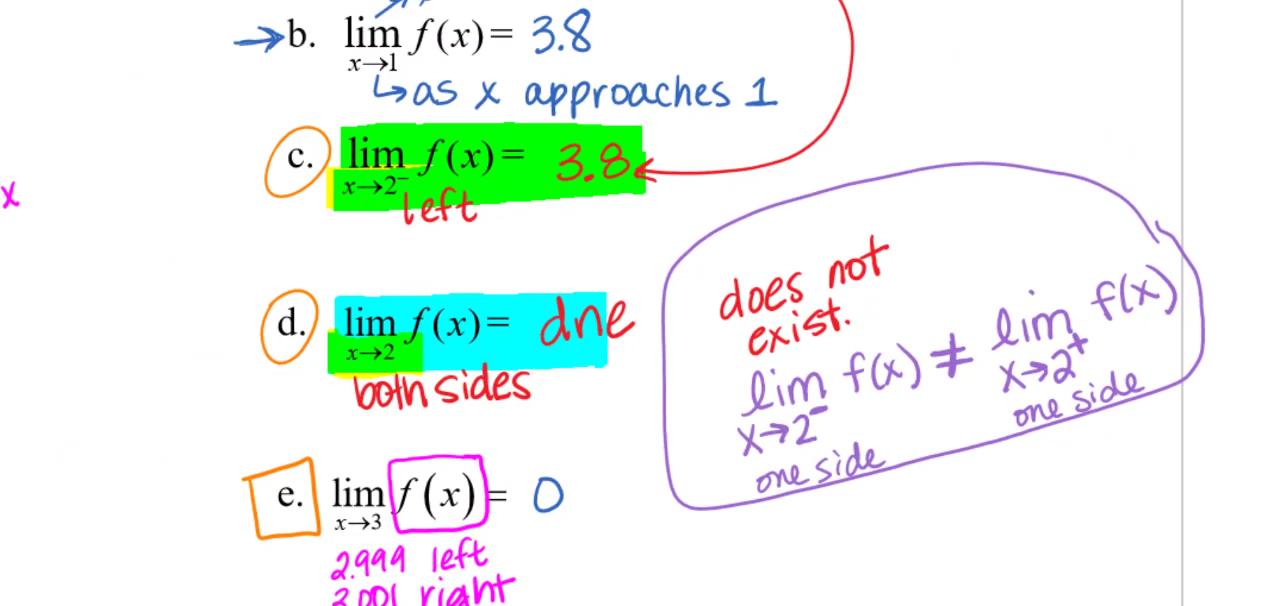 →b. lim f(x) = 3.8
x→1
↳as x approaches 1
c. lim f(x) = 3.8
x→2⁻
left
x
d. lim f(x) = dne
x→2
both sides
does not
exist.
lim f(x) ≠ lim f(x)
x→2⁻ x→2⁺
one side one side
e. lim f(x) = 0
x→3
2.999 left
3.001 right